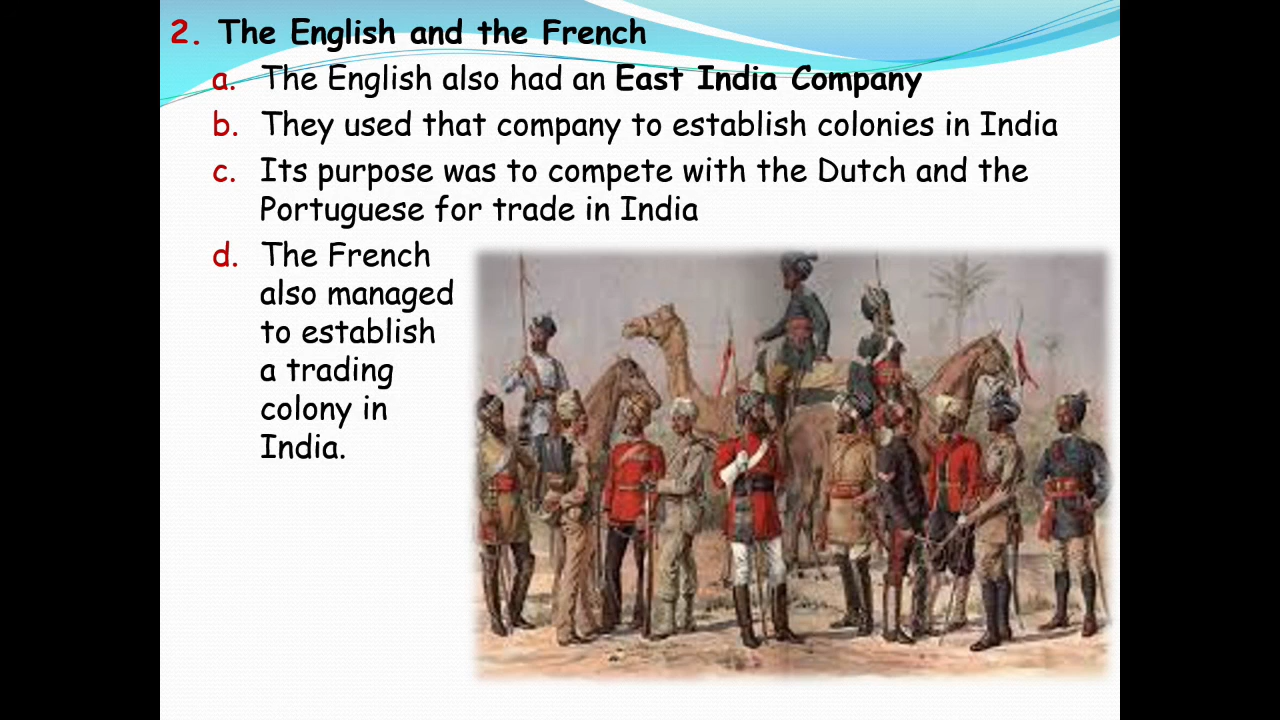 2. The English and the French
a. The English also had an East India Company
b. They used that company to establish colonies in India
c. Its purpose was to compete with the Dutch and the
Portuguese for trade in India
d. The French
also managed
to establish
a trading
colony in
India.